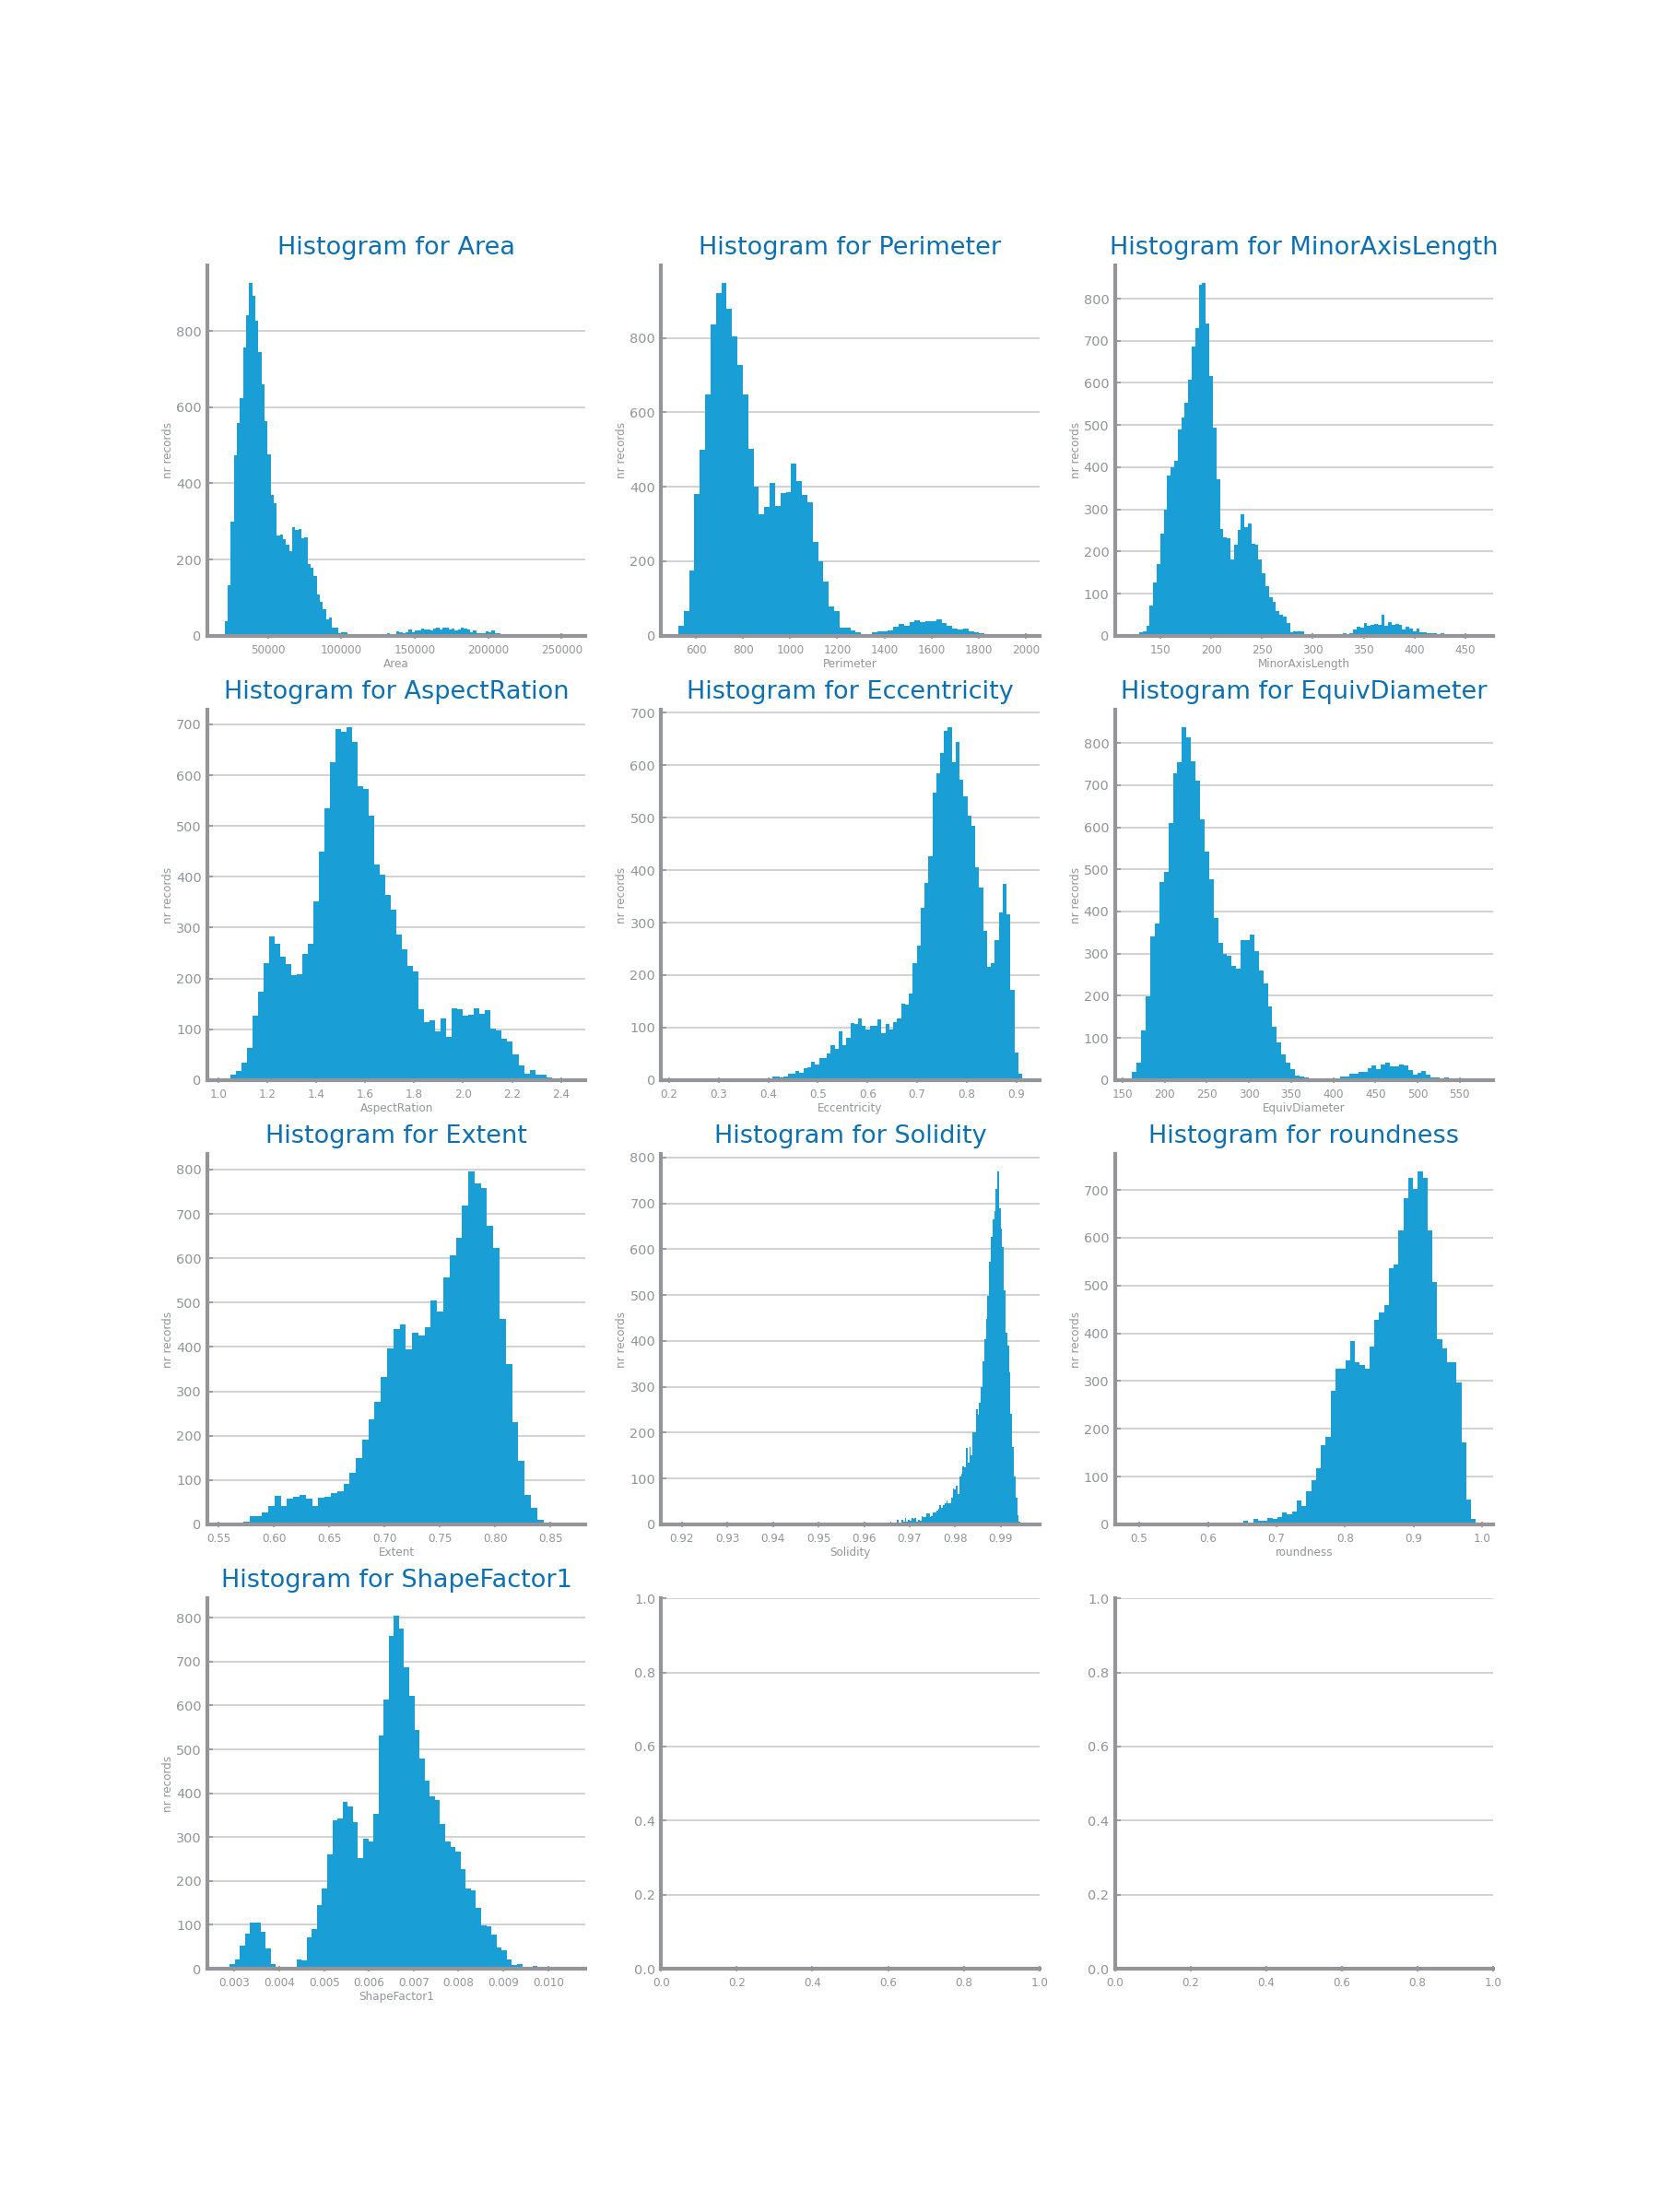 Histogram for Area
800
600
400
200
0
nr records
50000 100000 150000 200000 250000
Area
Histogram for Perimeter
800
600
400
200
0
nr records
600 800 1000 1200 1400 1600 1800 2000
Perimeter
Histogram for MinorAxisLength
800
700
600
500
400
300
200
100
0
nr records
150 200 250 300 350 400 450
MinorAxisLength
Histogram for AspectRation
700
600
500
400
300
200
100
0
nr records
1.0 1.2 1.4 1.6 1.8 2.0 2.2 2.4
AspectRation
Histogram for Eccentricity
700
600
500
400
300
200
100
0
nr records
0.2 0.3 0.4 0.5 0.6 0.7 0.8 0.9
Eccentricity
Histogram for EquivDiameter
800
700
600
500
400
300
200
100
0
nr records
150 200 250 300 350 400 450 500 550
EquivDiameter
Histogram for Extent
800
700
600
500
400
300
200
100
0
nr records
0.55 0.60 0.65 0.70 0.75 0.80 0.85
Extent
Histogram for Solidity
800
700
600
500
400
300
200
100
0
nr records
0.92 0.93 0.94 0.95 0.96 0.97 0.98 0.99
Solidity
Histogram for roundness
700
600
500
400
300
200
100
0
nr records
0.5 0.6 0.7 0.8 0.9 1.0
roundness
Histogram for ShapeFactor1
800
700
600
500
400
300
200
100
0
nr records
0.003 0.004 0.005 0.006 0.007 0.008 0.009 0.010
ShapeFactor1
1.0
0.8
0.6
0.4
0.2
0.0
0.0 0.2 0.4 0.6 0.8 1.0
1.0
0.8
0.6
0.4
0.2
0.0
0.0 0.2 0.4 0.6 0.8 1.0